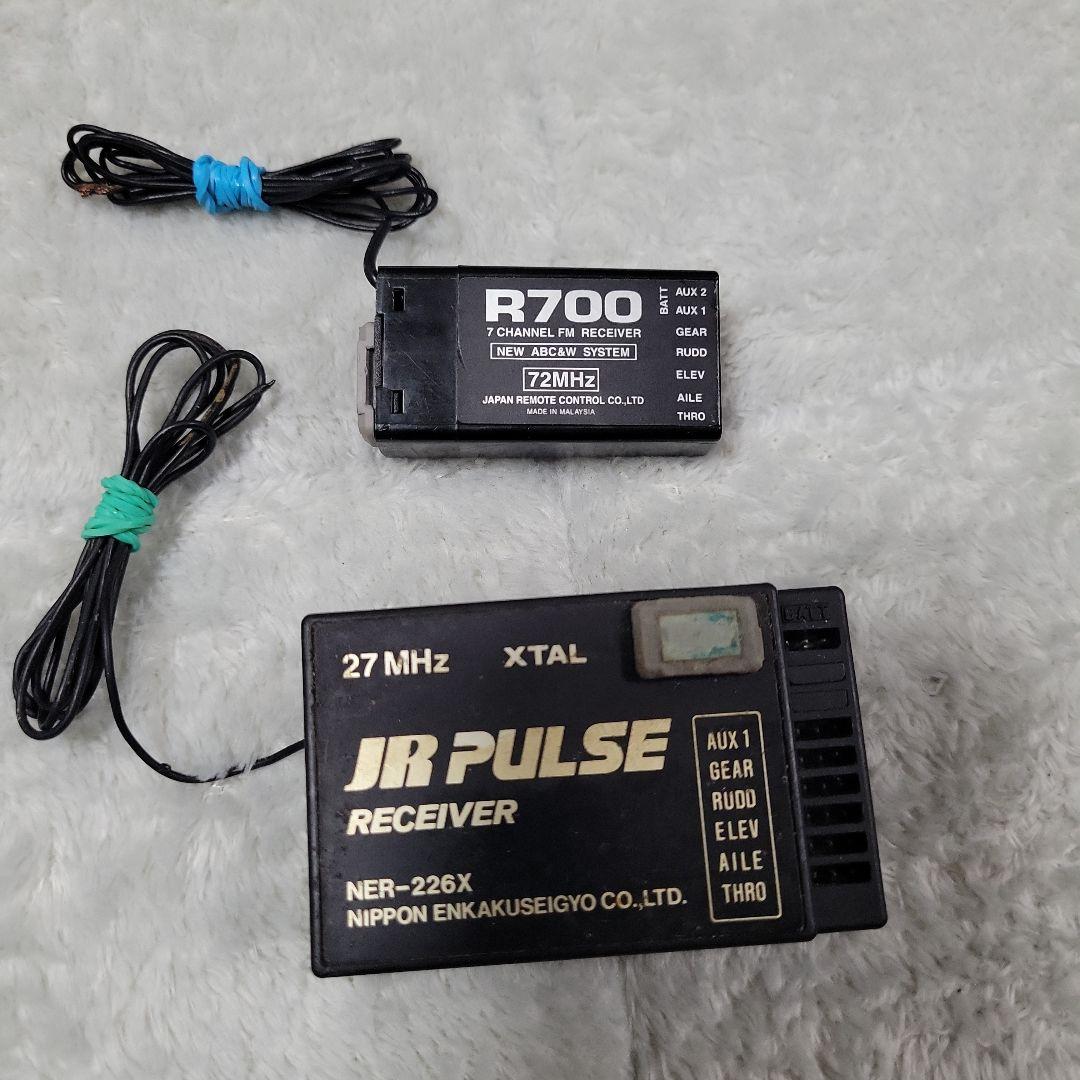 R700
7 CHANNEL FM RECEIVER
NEW ABC&W SYSTEM
72MHz
JAPAN REMOTE CONTROL CO.,LTD
MADE IN MALAYSIA
BATT
AUX 2
AUX 1
GEAR
RUDD
ELEV
AILE
THRO
27 MHz XTAL
BATT
JR PULSE
RECEIVER
NER-226X
NIPPON ENKAKUSEIGYO CO.,LTD.
AUX 1
GEAR
RUDD
ELEV
AILE
THRO